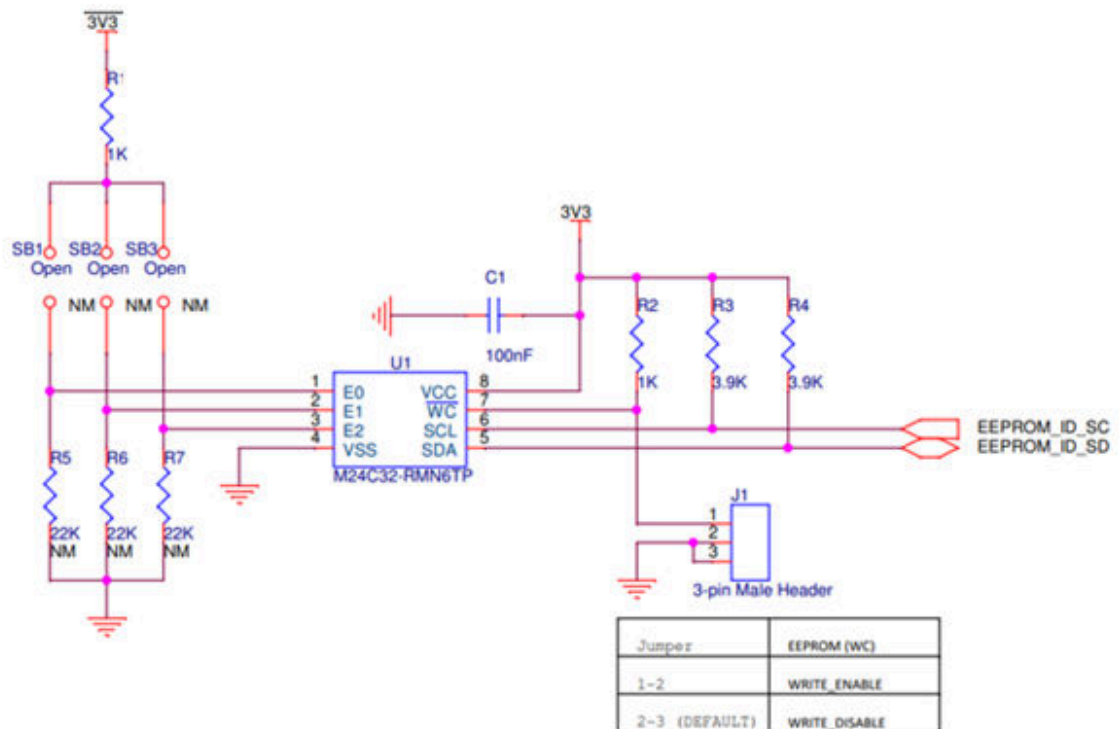 3V3
R1
1K
SB1 SB2 SB3
Open Open Open
NM NM
3V3
C1
100nF
R2 R3 R4
1K 3.9K 3.9K
U1
1 E0 VCC 8
2 E1 WC 7
3 E2 SCL 6
4 VSS SDA 5
M24C32-RMN6TP
EEPROM_ID_SC
EEPROM_ID_SD
R5 R6 R7
22K 22K 22K
NM NM NM
J1
1
2
3
3-pin Male Header
Jumper EEPROM (WC)
1-2 WRITE_ENABLE
2-3 (DEFAULT) WRITE_DISABLE